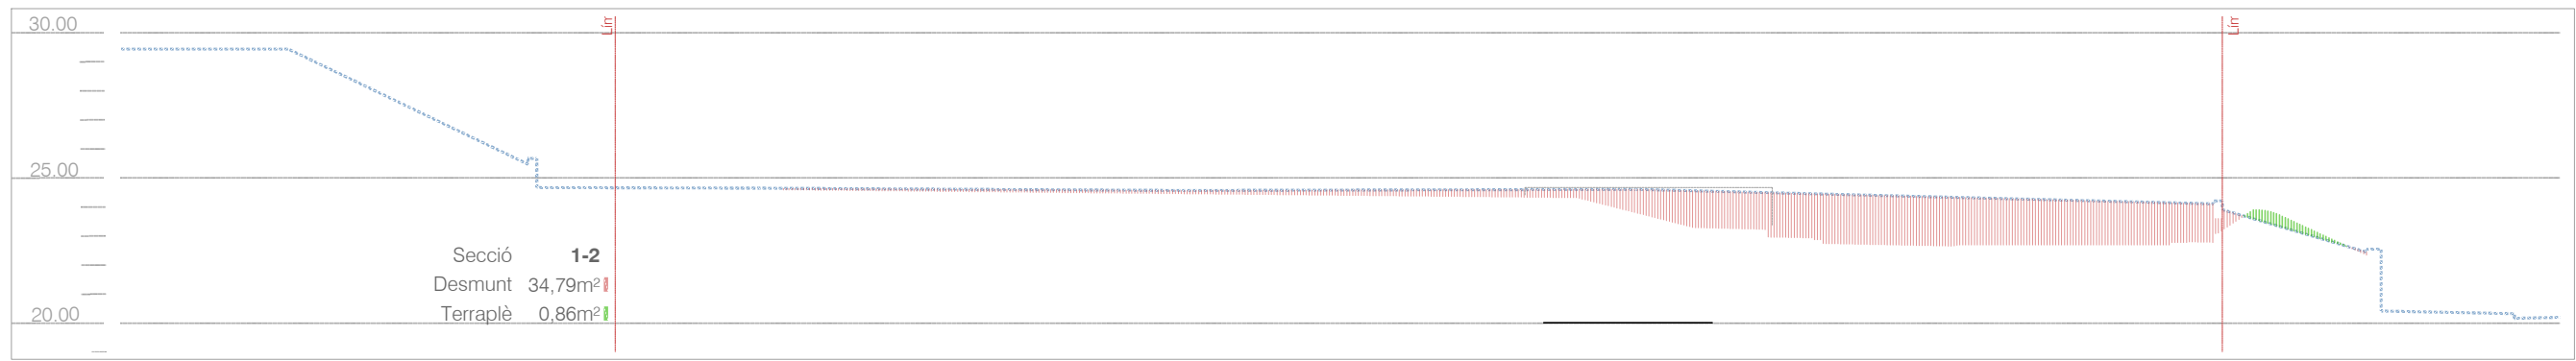 30.00
Lím
Lím
25.00
Secció 1-2
Desmunt 34,79m²
Terraplè 0,86m²
20.00